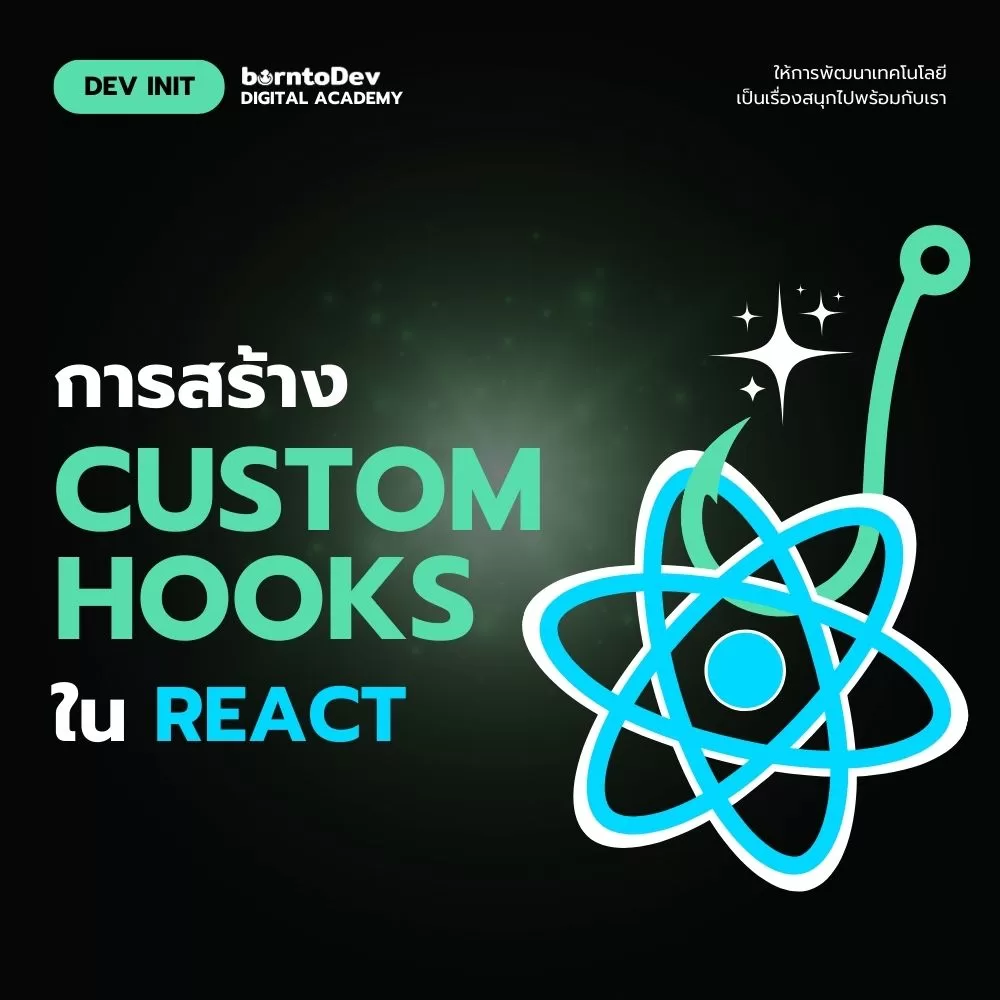 DEV INIT
borntoDev
DIGITAL ACADEMY
ให้การพัฒนาเทคโนโลยี
เป็นเรื่องสนุกไปพร้อมกับเรา
การสร้าง
CUSTOM
HOOKS
ใน REACT